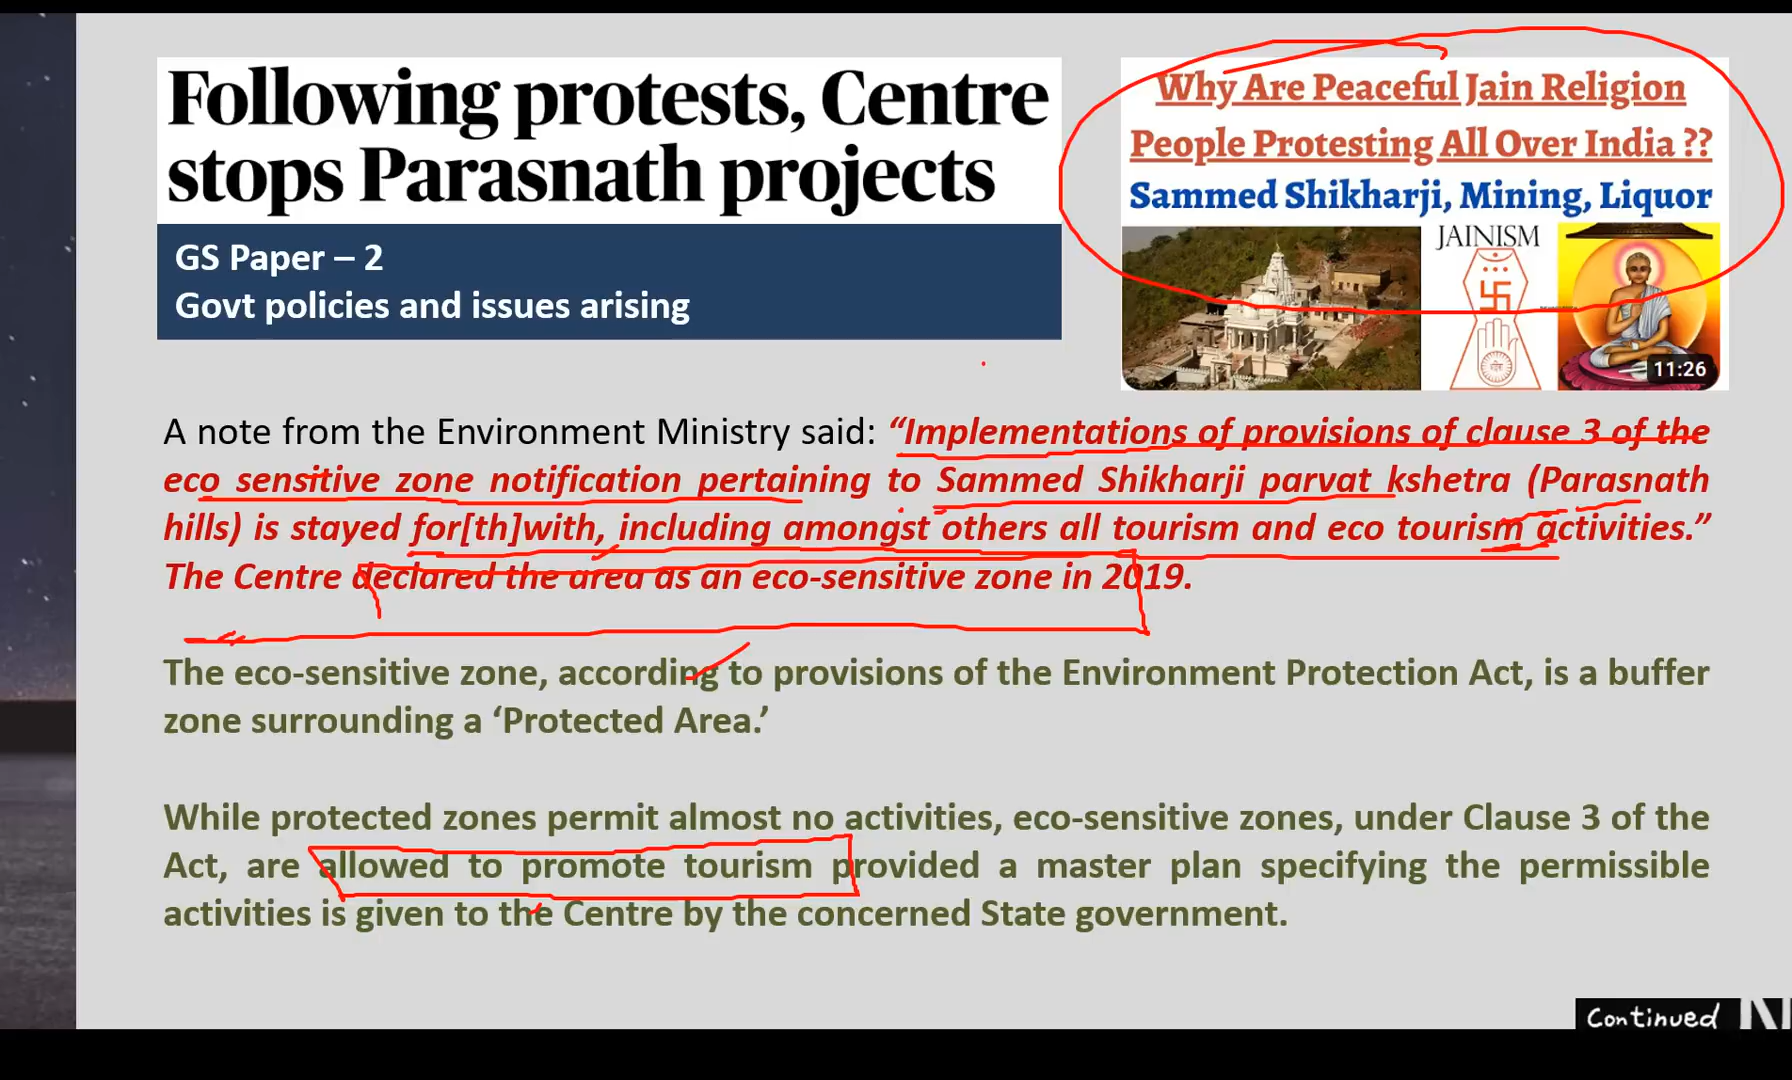 Following protests, Centre
stops Parasnath projects
GS Paper – 2
Govt policies and issues arising
Why Are Peaceful Jain Religion
People Protesting All Over India ??
Sammed Shikharji, Mining, Liquor
JAINISM
11:26
A note from the Environment Ministry said: “Implementations of provisions of clause 3 of the
eco sensitive zone notification pertaining to Sammed Shikharji parvat kshetra (Parasnath
hills) is stayed for[th]with, including amongst others all tourism and eco tourism activities.”
The Centre declared the area as an eco-sensitive zone in 2019.
The eco-sensitive zone, according to provisions of the Environment Protection Act, is a buffer
zone surrounding a ‘Protected Area.’
While protected zones permit almost no activities, eco-sensitive zones, under Clause 3 of the
Act, are allowed to promote tourism provided a master plan specifying the permissible
activities is given to the Centre by the concerned State government.
Continued